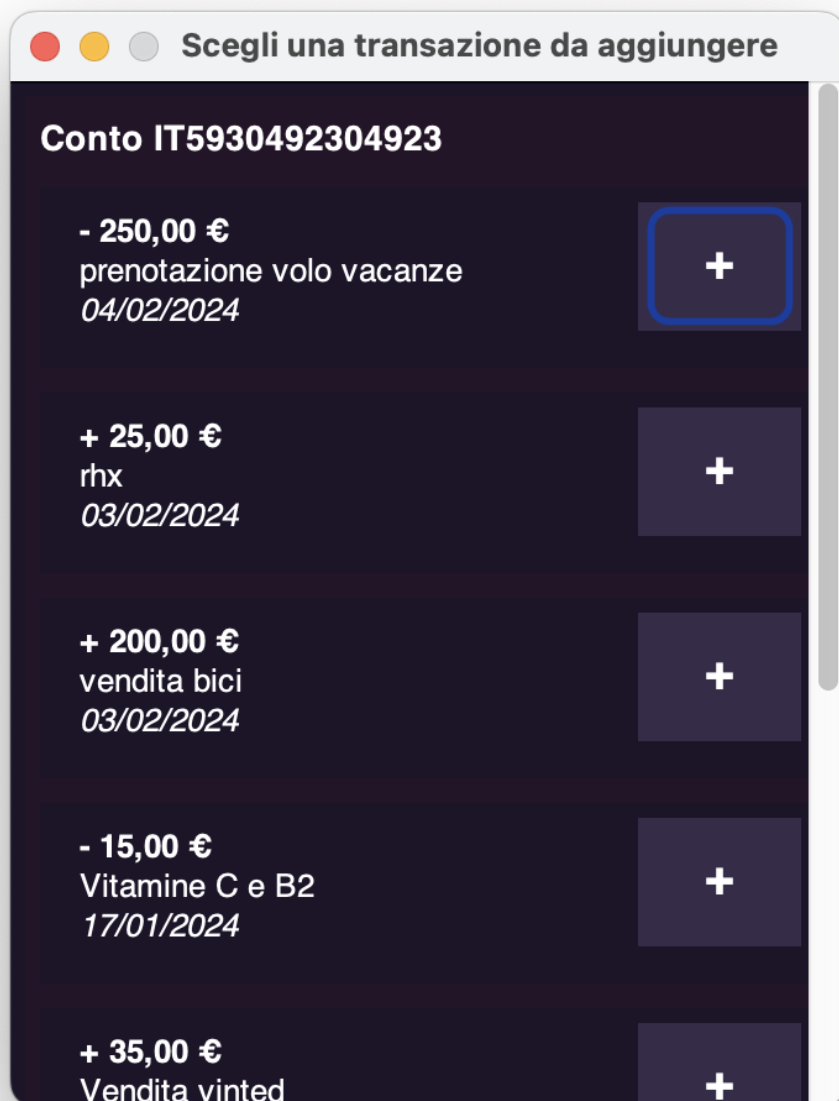 Scegli una transazione da aggiungere
Conto IT5930492304923
- 250,00 €
prenotazione volo vacanze
04/02/2024
+
+ 25,00 €
rhx
03/02/2024
+
+ 200,00 €
vendita bici
03/02/2024
+
- 15,00 €
Vitamine C e B2
17/01/2024
+
+ 35,00 €
Vendita vinted
+